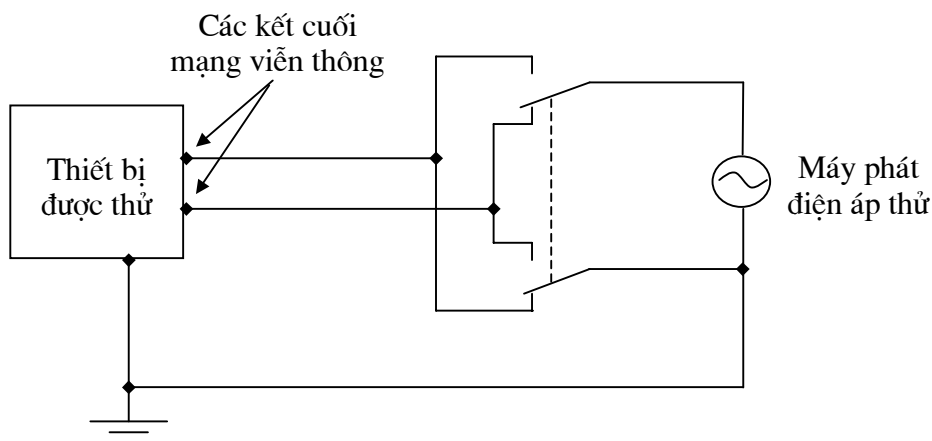 Các kết cuối
mạng viễn thông
Thiết bị
được thử
Máy phát
điện áp thử